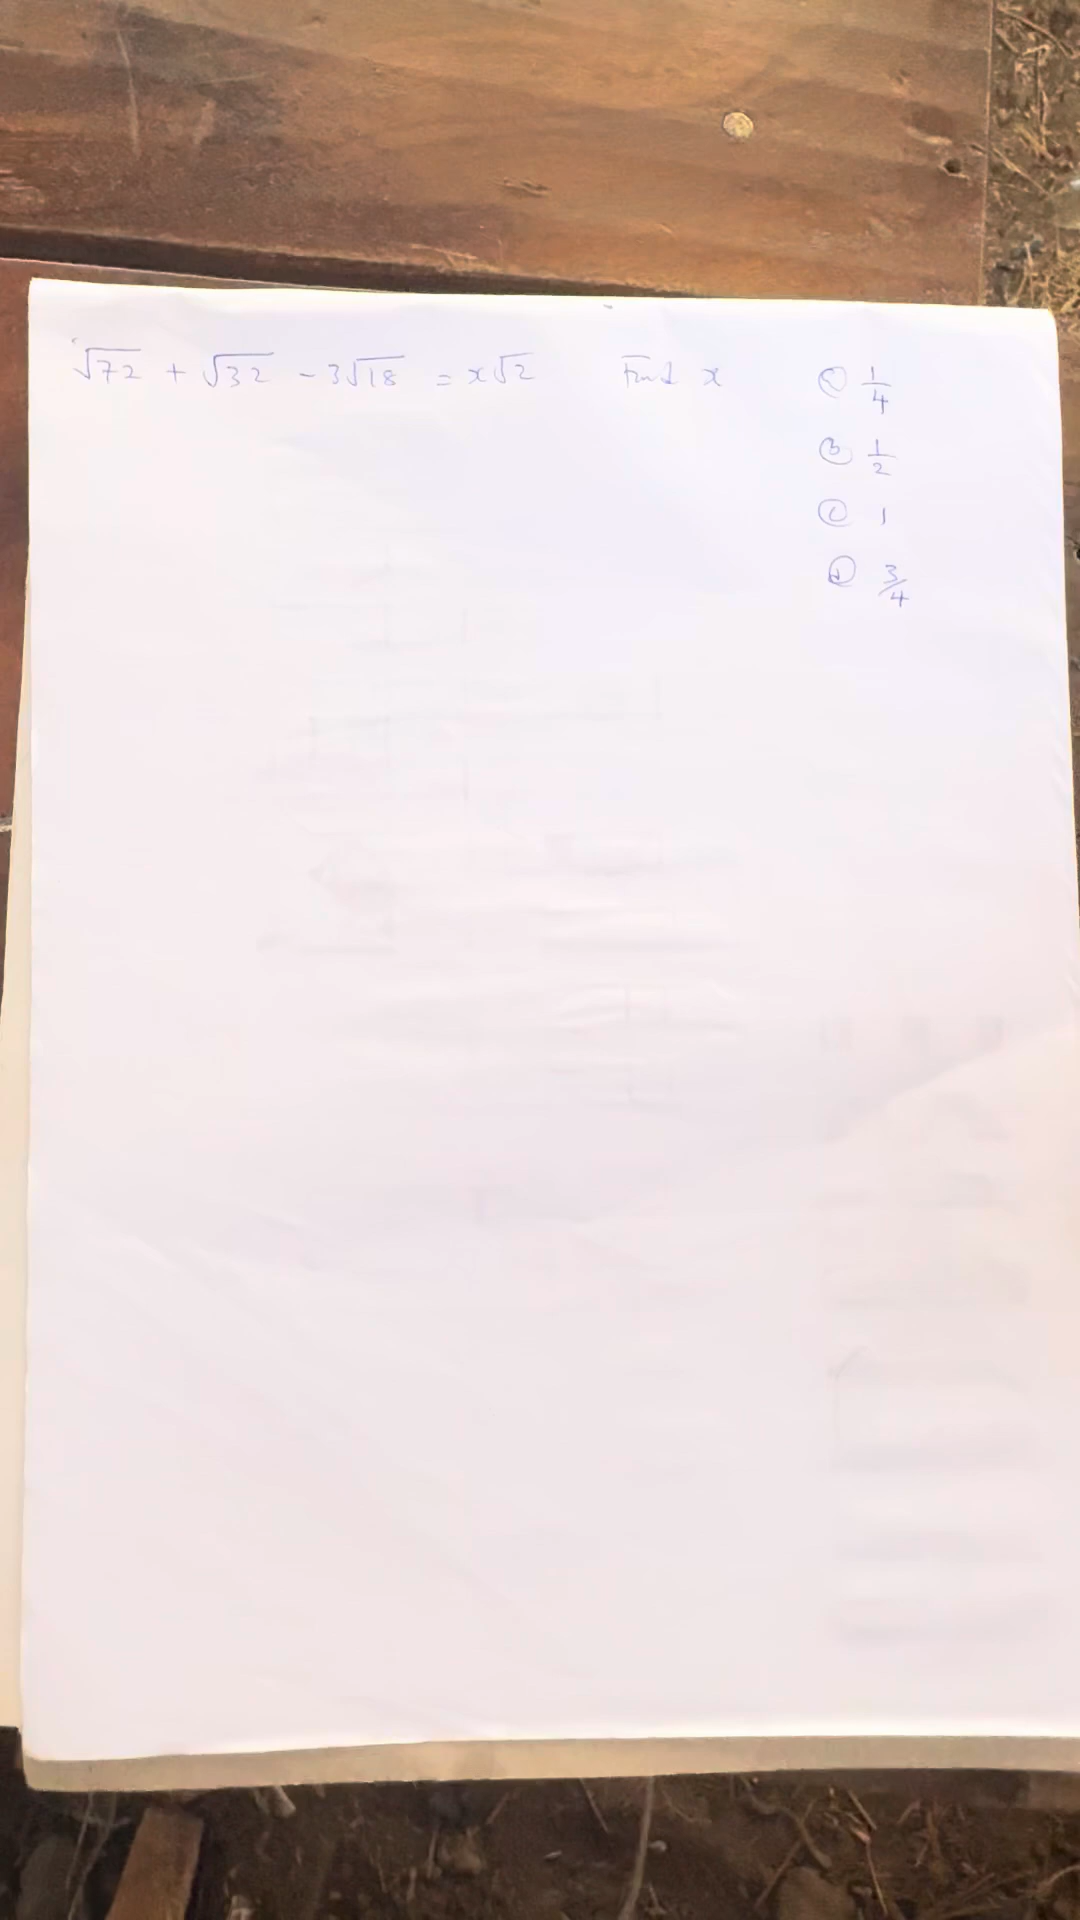 √72 + √32 - 3√18 = x√2 Find x Ⓐ 1/4
Ⓑ 1/2
Ⓒ 1
Ⓓ 3/4